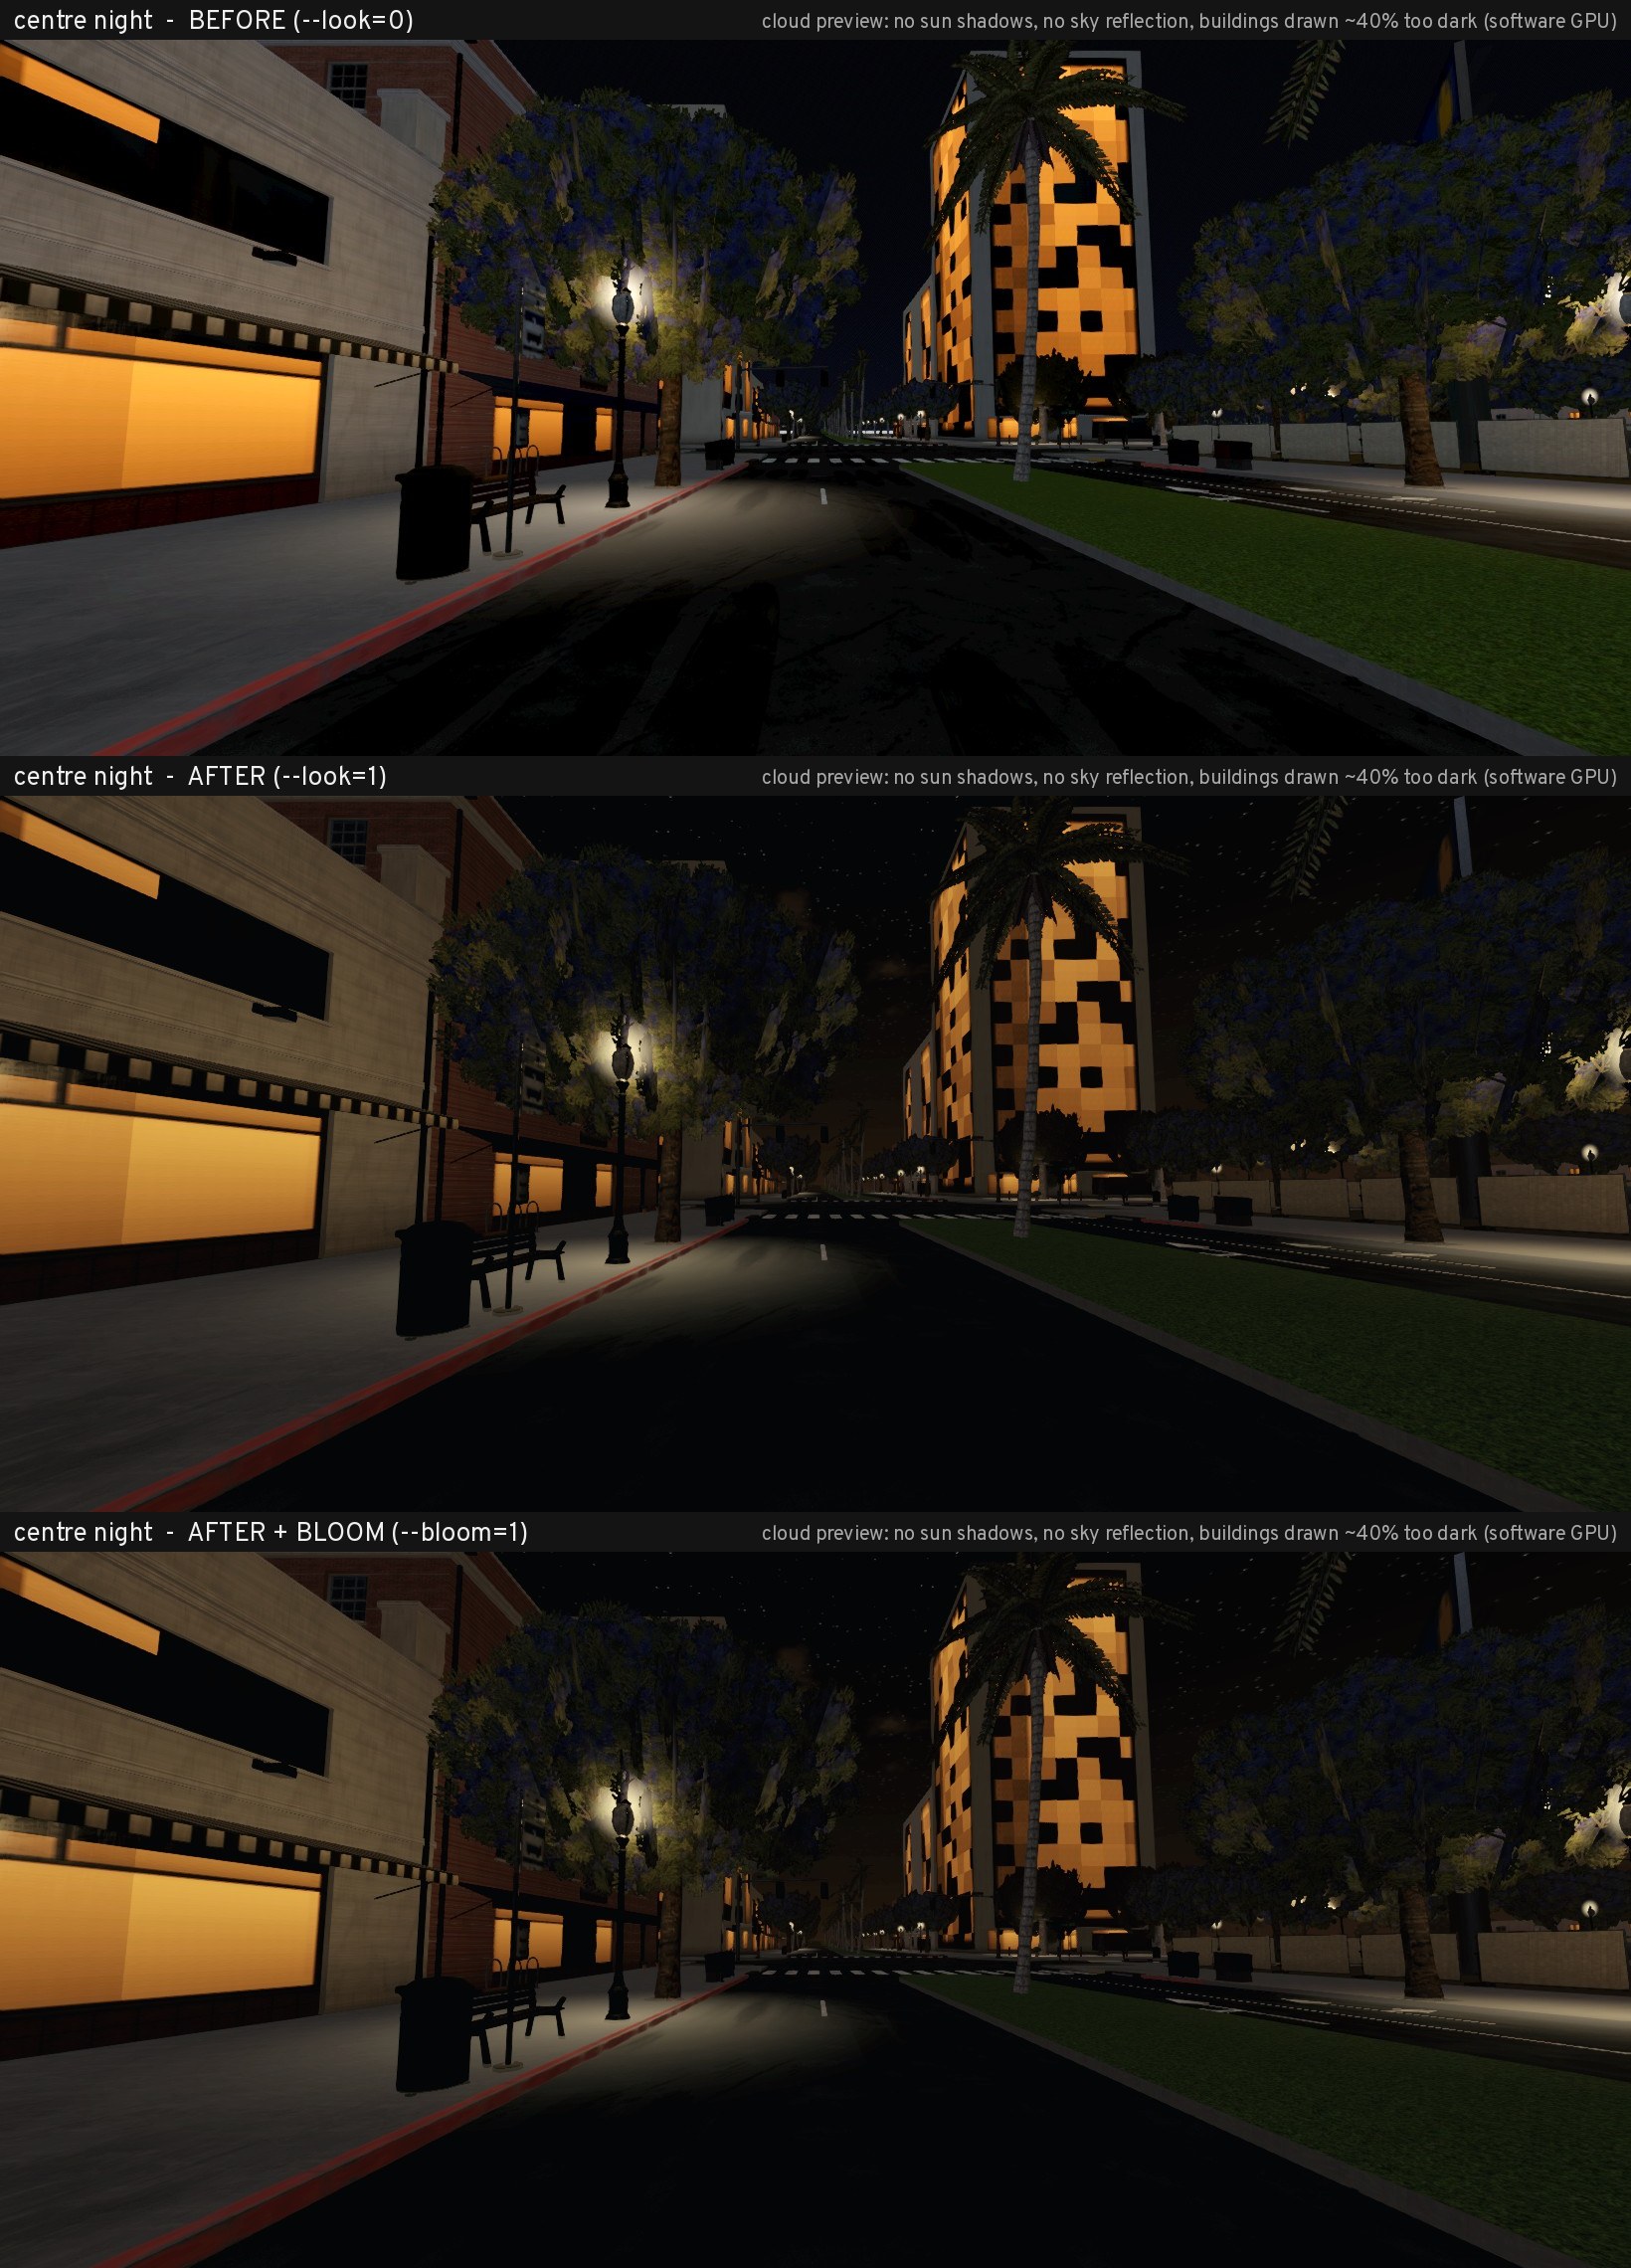 centre night - BEFORE (--look=0)
cloud preview: no sun shadows, no sky reflection, buildings drawn ~40% too dark (software GPU)
centre night - AFTER (--look=1)
cloud preview: no sun shadows, no sky reflection, buildings drawn ~40% too dark (software GPU)
centre night - AFTER + BLOOM (--bloom=1)
cloud preview: no sun shadows, no sky reflection, buildings drawn ~40% too dark (software GPU)